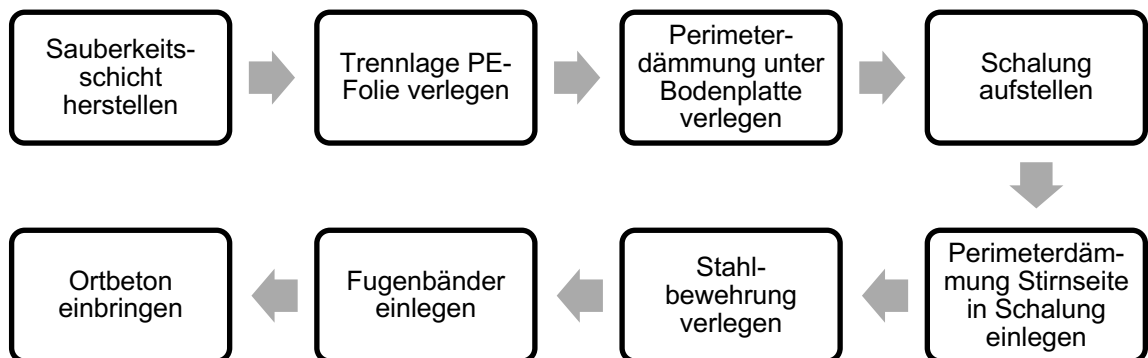 Sauberkeits-
schicht
herstellen
Trennlage PE-
Folie verlegen
Perimeter-
dämmung unter
Bodenplatte
verlegen
Schalung
aufstellen
Perimeterdäm-
mung Stirnseite
in Schalung
einlegen
Stahl-
bewehrung
verlegen
Fugenbänder
einlegen
Ortbeton
einbringen